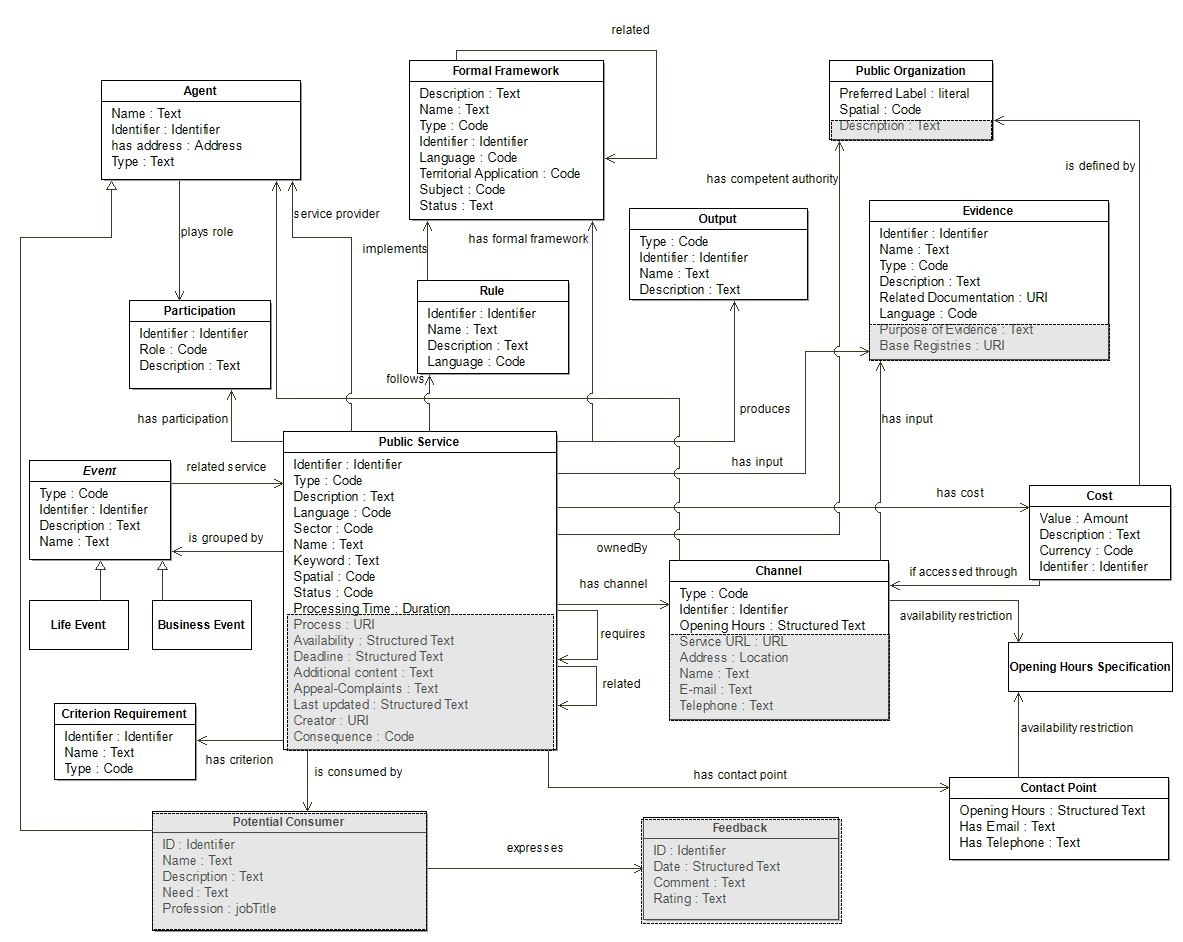 related
Formal Framework
Description : Text
Name : Text
Type : Code
Identifier : Identifier
Language : Code
Territorial Application : Code
Subject : Code
Status : Text
Public Organization
Preferred Label : literal
Spatial : Code
Description : Text
Agent
Name : Text
Identifier : Identifier
has address : Address
Type : Text
is defined by
has competent authority
service provider
plays role
implements
has formal framework
Output
Type : Code
Identifier : Identifier
Name : Text
Description : Text
Evidence
Identifier : Identifier
Name : Text
Type : Code
Description : Text
Related Documentation : URI
Language : Code
Purpose of Evidence : Text
Base Registries : URI
Rule
Identifier : Identifier
Name : Text
Description : Text
Language : Code
Participation
Identifier : Identifier
Role : Code
Description : Text
follows
has participation
produces
has input
has input
Public Service
Identifier : Identifier
Type : Code
Description : Text
Language : Code
Sector : Code
Name : Text
Keyword : Text
Spatial : Code
Status : Code
Processing Time : Duration
Process : URI
Availability : Structured Text
Deadline : Structured Text
Additional content : Text
Appeal-Complaints : Text
Last updated : Structured Text
Creator : URI
Consequence : Code
Event
Type : Code
Identifier : Identifier
Description : Text
Name : Text
related service
is grouped by
has cost
Cost
Value : Amount
Description : Text
Currency : Code
Identifier : Identifier
ownedBy
has channel
if accessed through
Channel
Type : Code
Identifier : Identifier
Opening Hours : Structured Text
Service URL : URL
Address : Location
Name : Text
E-mail : Text
Telephone : Text
Life Event
Business Event
requires
related
availability restriction
Opening Hours Specification
availability restriction
Criterion Requirement
Identifier : Identifier
Name : Text
Type : Code
has criterion
is consumed by
has contact point
Contact Point
Opening Hours : Structured Text
Has Email : Text
Has Telephone : Text
Potential Consumer
ID : Identifier
Name : Text
Description : Text
Need : Text
Profession : jobTitle
expresses
Feedback
ID : Identifier
Date : Structured Text
Comment : Text
Rating : Text